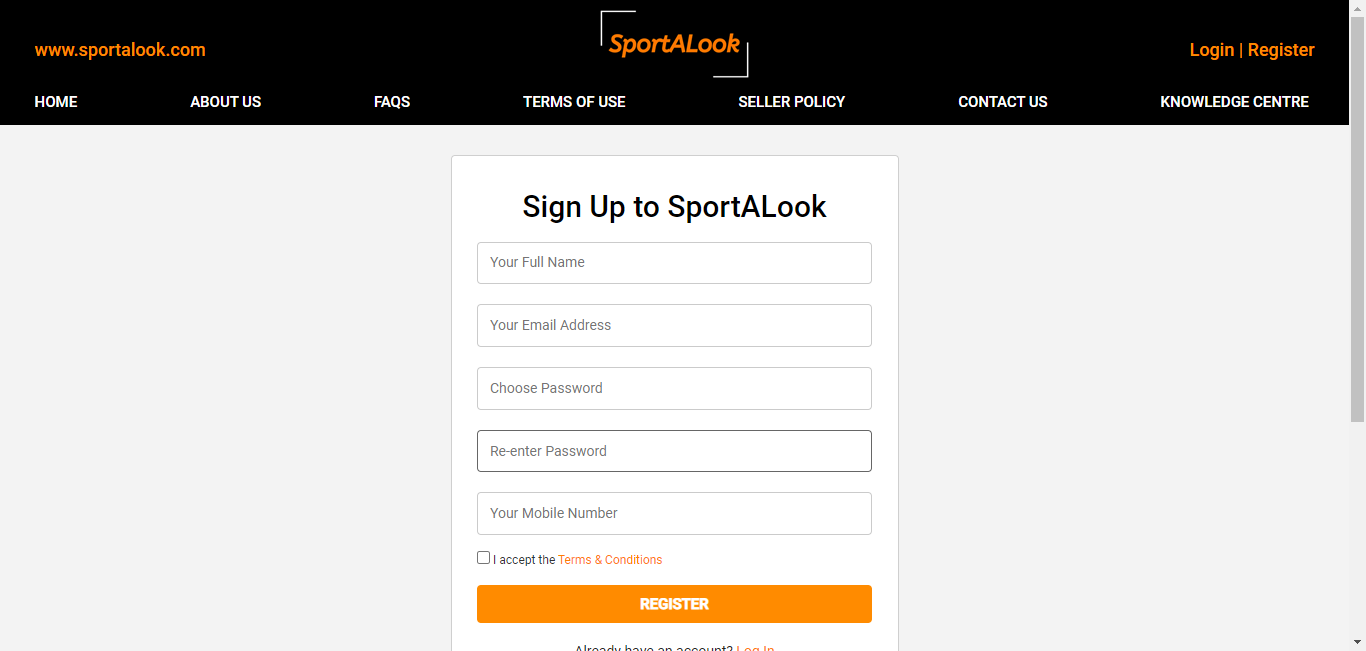 www.sportalook.com
SportALook
Login | Register
HOME ABOUT US FAQS TERMS OF USE SELLER POLICY CONTACT US KNOWLEDGE CENTRE
Sign Up to SportALook
Your Full Name
Your Email Address
Choose Password
Re-enter Password
Your Mobile Number
I accept the Terms & Conditions
REGISTER
Already have an account? Log In